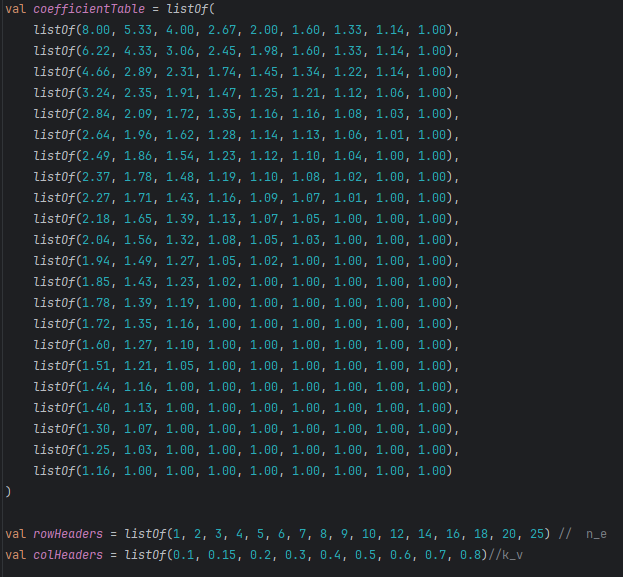 val coefficientTable = listOf(
listOf(8.00, 5.33, 4.00, 2.67, 2.00, 1.60, 1.33, 1.14, 1.00),
listOf(6.22, 4.33, 3.06, 2.45, 1.98, 1.60, 1.33, 1.14, 1.00),
listOf(4.66, 2.89, 2.31, 1.74, 1.45, 1.34, 1.22, 1.14, 1.00),
listOf(3.24, 2.35, 1.91, 1.47, 1.25, 1.21, 1.12, 1.06, 1.00),
listOf(2.84, 2.09, 1.72, 1.35, 1.16, 1.16, 1.08, 1.03, 1.00),
listOf(2.64, 1.96, 1.62, 1.28, 1.14, 1.13, 1.06, 1.01, 1.00),
listOf(2.49, 1.86, 1.54, 1.23, 1.12, 1.10, 1.04, 1.00, 1.00),
listOf(2.37, 1.78, 1.48, 1.19, 1.10, 1.08, 1.02, 1.00, 1.00),
listOf(2.27, 1.71, 1.43, 1.16, 1.09, 1.07, 1.01, 1.00, 1.00),
listOf(2.18, 1.65, 1.39, 1.13, 1.07, 1.05, 1.00, 1.00, 1.00),
listOf(2.04, 1.56, 1.32, 1.08, 1.05, 1.03, 1.00, 1.00, 1.00),
listOf(1.94, 1.49, 1.27, 1.05, 1.02, 1.00, 1.00, 1.00, 1.00),
listOf(1.85, 1.43, 1.23, 1.02, 1.00, 1.00, 1.00, 1.00, 1.00),
listOf(1.78, 1.39, 1.19, 1.00, 1.00, 1.00, 1.00, 1.00, 1.00),
listOf(1.72, 1.35, 1.16, 1.00, 1.00, 1.00, 1.00, 1.00, 1.00),
listOf(1.60, 1.27, 1.10, 1.00, 1.00, 1.00, 1.00, 1.00, 1.00),
listOf(1.51, 1.21, 1.05, 1.00, 1.00, 1.00, 1.00, 1.00, 1.00),
listOf(1.44, 1.16, 1.00, 1.00, 1.00, 1.00, 1.00, 1.00, 1.00),
listOf(1.40, 1.13, 1.00, 1.00, 1.00, 1.00, 1.00, 1.00, 1.00),
listOf(1.30, 1.07, 1.00, 1.00, 1.00, 1.00, 1.00, 1.00, 1.00),
listOf(1.25, 1.03, 1.00, 1.00, 1.00, 1.00, 1.00, 1.00, 1.00),
listOf(1.16, 1.00, 1.00, 1.00, 1.00, 1.00, 1.00, 1.00, 1.00)
)
val rowHeaders = listOf(1, 2, 3, 4, 5, 6, 7, 8, 9, 10, 12, 14, 16, 18, 20, 25) // n_e
val colHeaders = listOf(0.1, 0.15, 0.2, 0.3, 0.4, 0.5, 0.6, 0.7, 0.8)//k_v